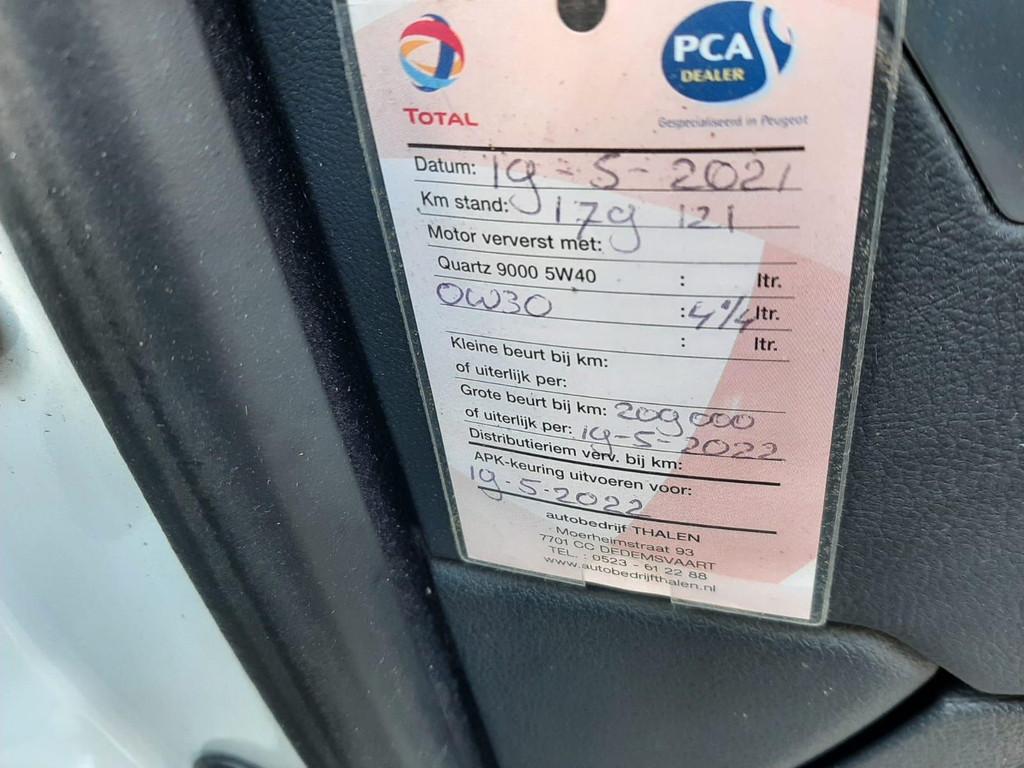 TOTAL
PCA
DEALER
Gespecialiseerd in Peugeot
Datum: 19-5-2021
Km stand: 179 121
Motor ververst met:
Quartz 9000 5W40 : ltr.
0W30 : 4 1/4 ltr.
: ltr.
Kleine beurt bij km:
of uiterlijk per:
Grote beurt bij km: 209000
of uiterlijk per: 19-5-2022
Distributieriem verv. bij km:
APK-keuring uitvoeren voor:
19-5-2022
autobedrijf THALEN
Moerheimstraat 93
7701 CC DEDEMSVAART
TEL.: 0523 - 61 22 88
www.autobedrijfthalen.nl